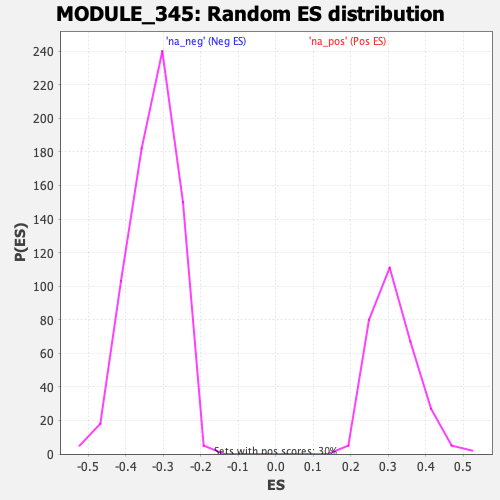 MODULE_345: Random ES distribution
'na_neg' (Neg ES) 'na_pos' (Pos ES)
240
220
200
180
160
140
120
100
80
60
40
20
0
P(ES)
Sets with pos scores: 30%
-0.5 -0.4 -0.3 -0.2 -0.1 0.0 0.1 0.2 0.3 0.4 0.5
ES